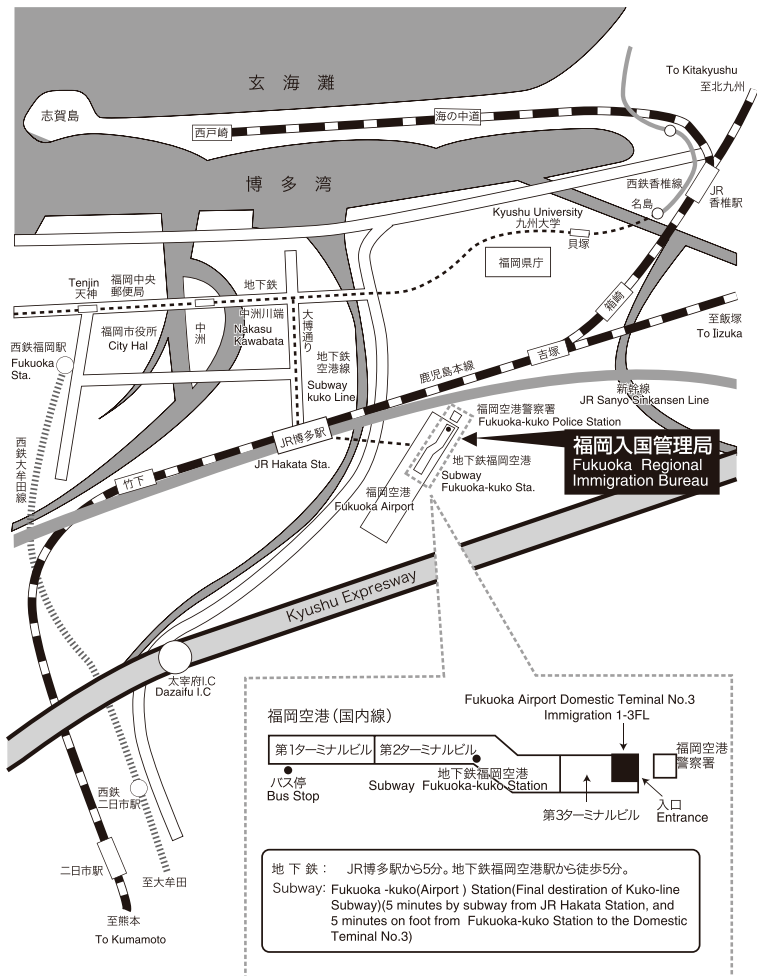 玄 海 灘
To Kitakyushu
至北九州
志賀島
西戸崎
海の中道
博 多 湾
西鉄香椎線
名島
JR
香椎駅
Kyushu University
九州大学
貝塚
福岡県庁
Tenjin
天神
福岡中央
郵便局
地下鉄
中洲川端
Nakasu
Kawabata
中洲
大博通り
福岡市役所
City Hal
西鉄福岡駅
Fukuoka
Sta.
地下鉄
空港線
Subway
kuko Line
箱崎
吉塚
至飯塚
To Iizuka
鹿児島本線
新幹線
JR Sanyo Sinkansen Line
福岡空港警察署
Fukuoka-kuko Police Station
福岡入国管理局
Fukuoka Regional
Immigration Bureau
JR博多駅
JR Hakata Sta.
地下鉄福岡空港
Subway
Fukuoka-kuko Sta.
福岡空港
Fukuoka Airport
西鉄大牟田線
竹下
Kyushu Expresway
太宰府I.C
Dazaifu I.C
西鉄
二日市駅
二日市駅
至大牟田
至熊本
To Kumamoto
Fukuoka Airport Domestic Teminal No.3
Immigration 1-3FL
福岡空港（国内線）
第1ターミナルビル
第2ターミナルビル
福岡空港
警察署
バス停
Bus Stop
地下鉄福岡空港
Subway Fukuoka-kuko Station
第3ターミナルビル
入口
Entrance
地 下 鉄： JR博多駅から5分。地下鉄福岡空港駅から徒歩5分。
Subway: Fukuoka -kuko(Airport ) Station(Final destiration of Kuko-line
Subway)(5 minutes by subway from JR Hakata Station, and
5 minutes on foot from Fukuoka-kuko Station to the Domestic
Teminal No.3)